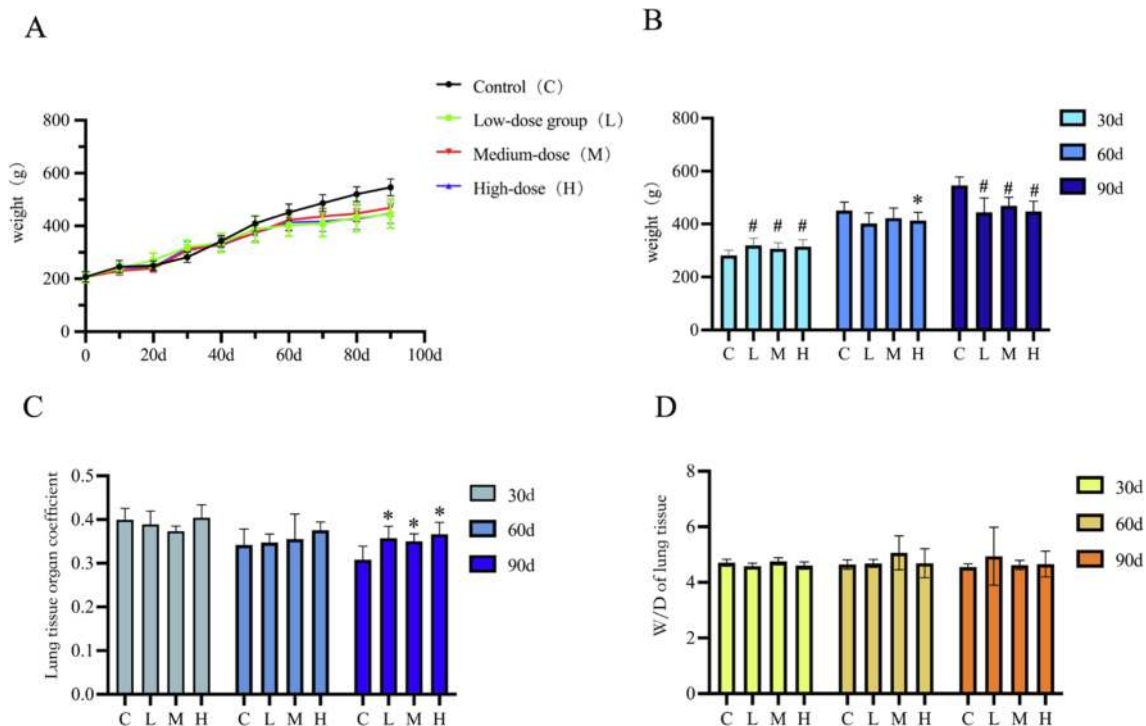 A
Control（C）
Low-dose group（L）
Medium-dose（M）
High-dose（H）
weight（g）
800
600
400
200
0
0 20d 40d 60d 80d 100d
B
30d
60d
90d
weight（g）
800
600
400
200
0
# # #
*
# # #
C L M H C L M H C L M H
C
Lung tissue organ coefficient
0.5
0.4
0.3
0.2
0.1
0.0
* * *
30d
60d
90d
C L M H C L M H C L M H
D
W/D of lung tissue
8
6
4
2
0
30d
60d
90d
C L M H C L M H C L M H